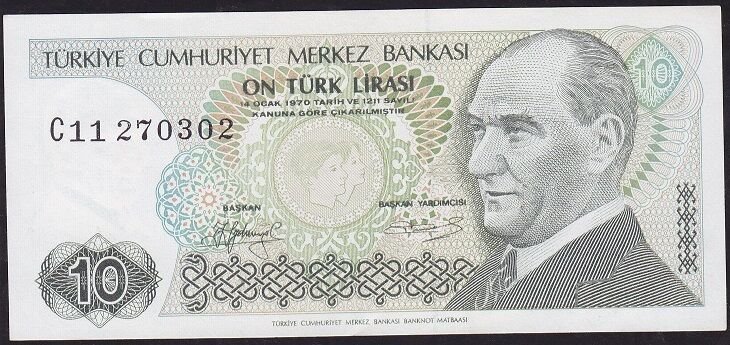 TÜRKİYE CUMHURİYET MERKEZ BANKASI
10
ON TÜRK LİRASI
14 OCAK 1970 TARİH VE 1211 SAYILI
KANUNA GÖRE ÇIKARILMIŞTIR
C11 270302
BAŞKAN
BAŞKAN YARDIMCISI
10
TÜRKİYE CUMHURİYET MERKEZ BANKASI BANKNOT MATBAASI